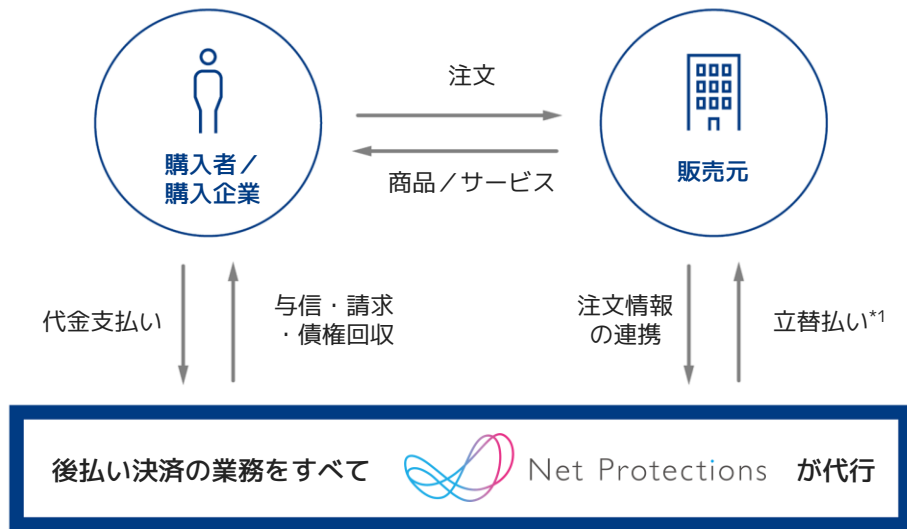 注文
購入者／
購入企業
販売元
商品／サービス
代金支払い
与信・請求
・債権回収
注文情報
の連携
立替払い*1
後払い決済の業務をすべて Net Protections が代行